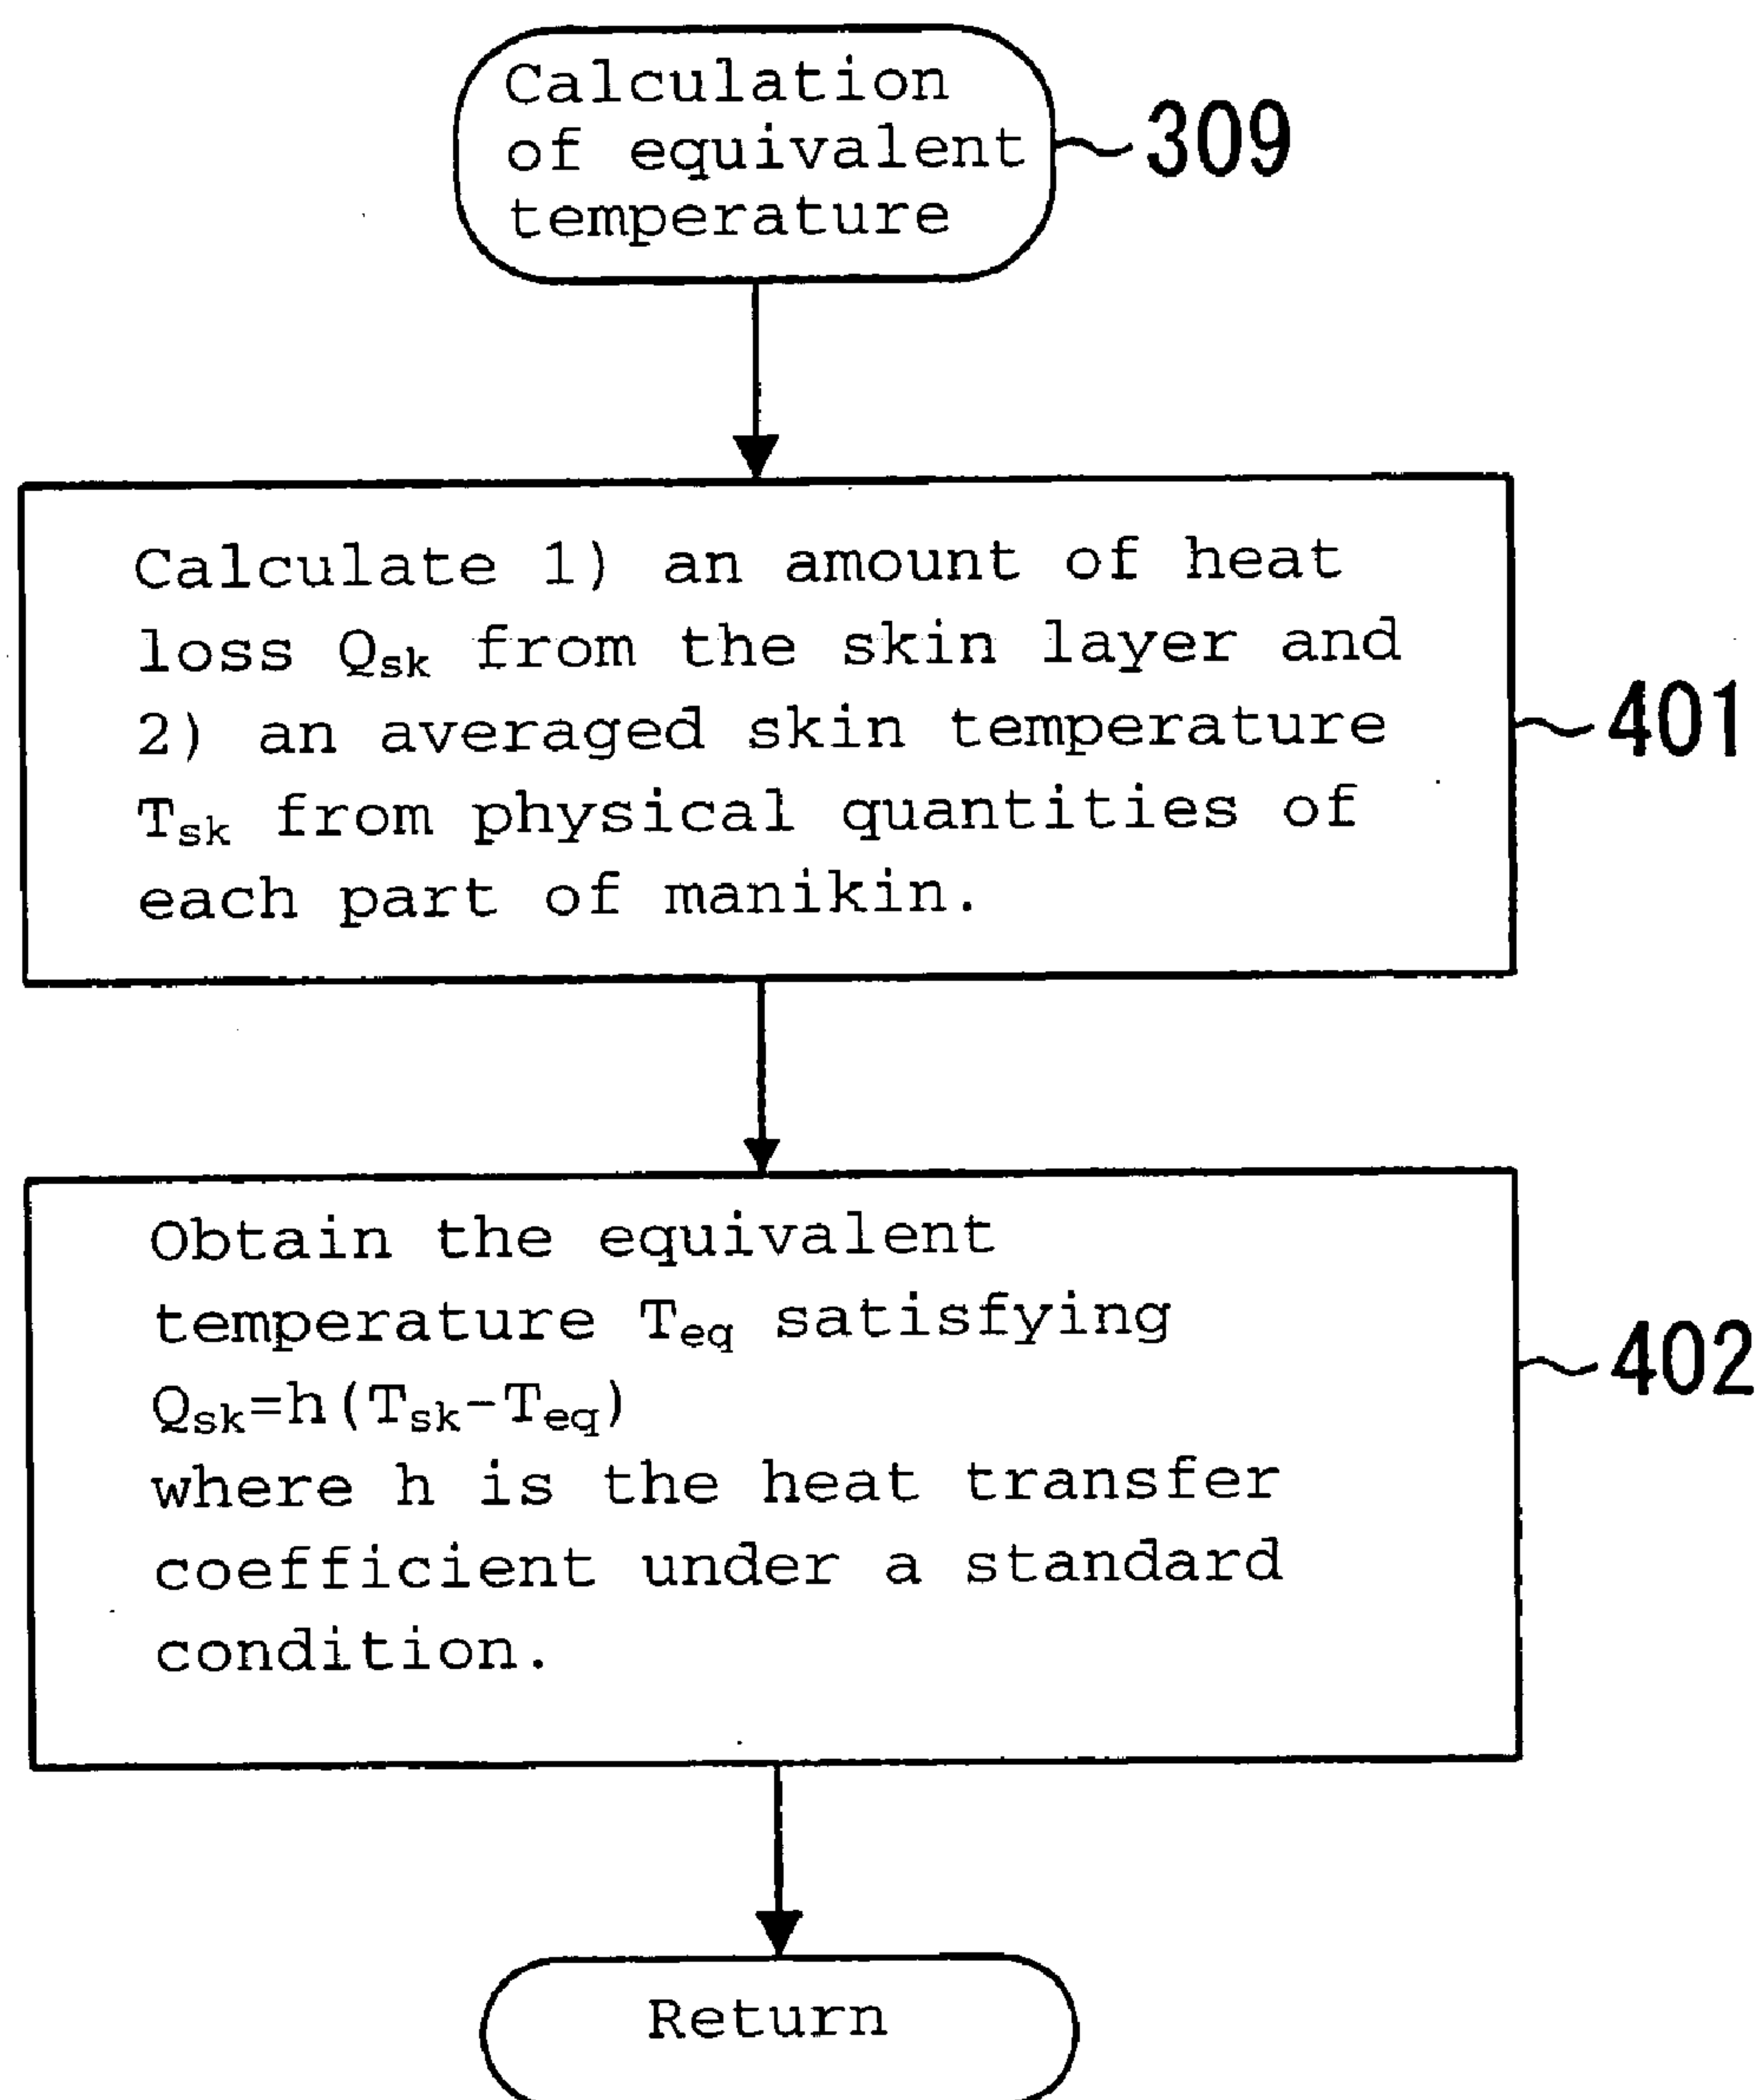 Calculation
of equivalent
temperature
309
Calculate 1) an amount of heat
loss Qsk from the skin layer and
2) an averaged skin temperature
Tsk from physical quantities of
each part of manikin.
401
Obtain the equivalent
temperature Teq satisfying
Qsk=h(Tsk-Teq)
where h is the heat transfer
coefficient under a standard
condition.
402
Return